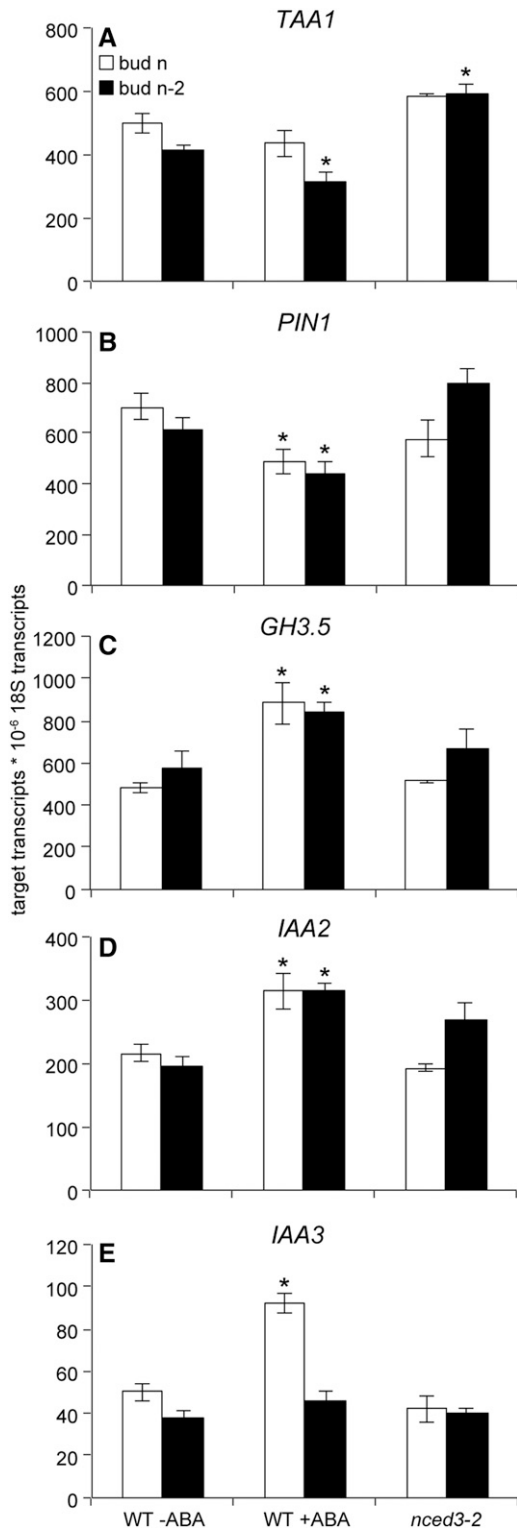 TAA1
A
bud n
bud n-2
800
600
400
200
0
*
*
PIN1
B
1000
800
600
400
200
0
*
*
GH3.5
C
1200
1000
800
600
400
200
0
*
*
target transcripts * 10⁻⁶ 18S transcripts
IAA2
D
400
300
200
100
0
*
*
IAA3
E
120
100
80
60
40
20
0
*
WT -ABA
WT +ABA
nced3-2